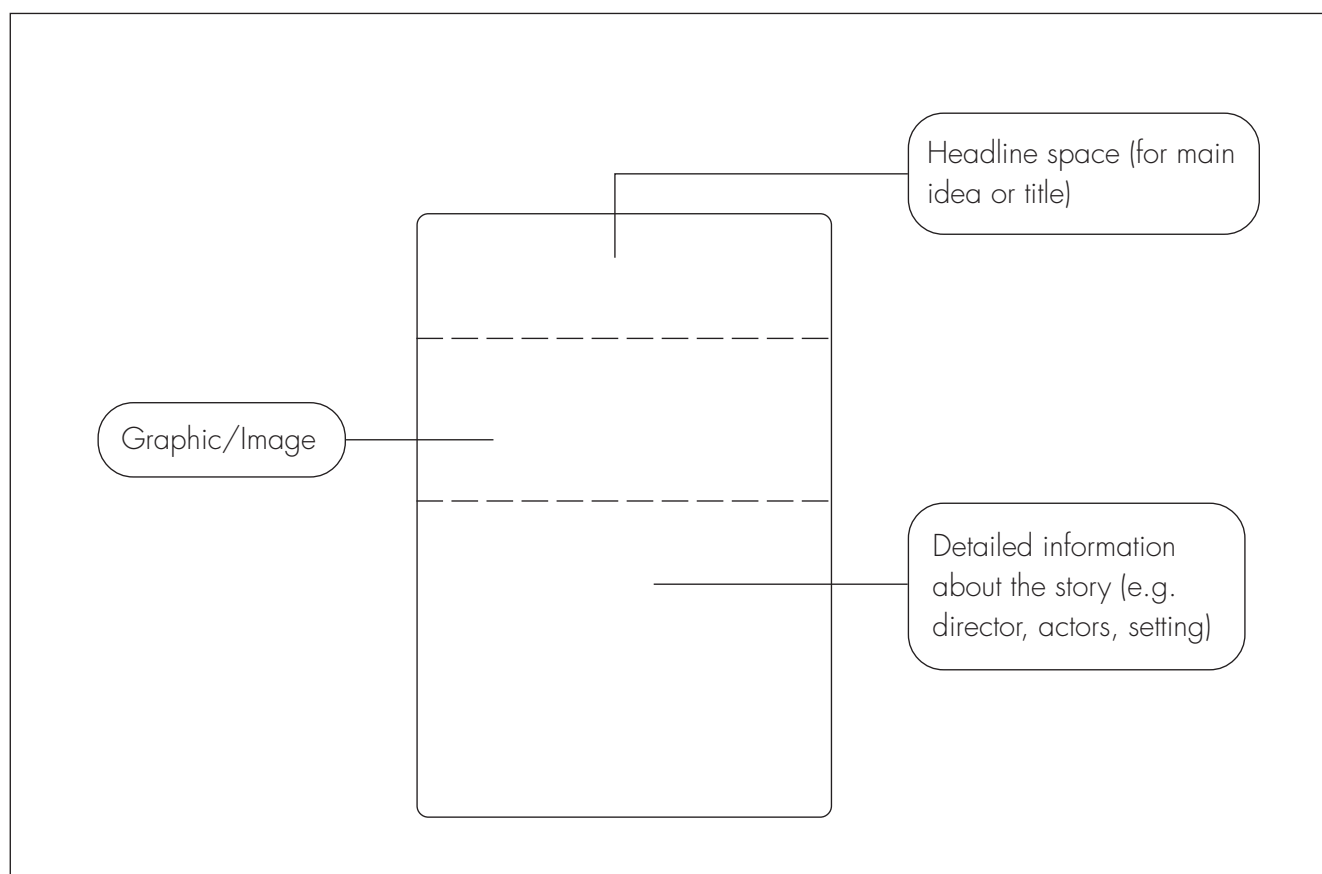 Headline space (for main
idea or title)
Graphic/Image
Detailed information
about the story (e.g.
director, actors, setting)